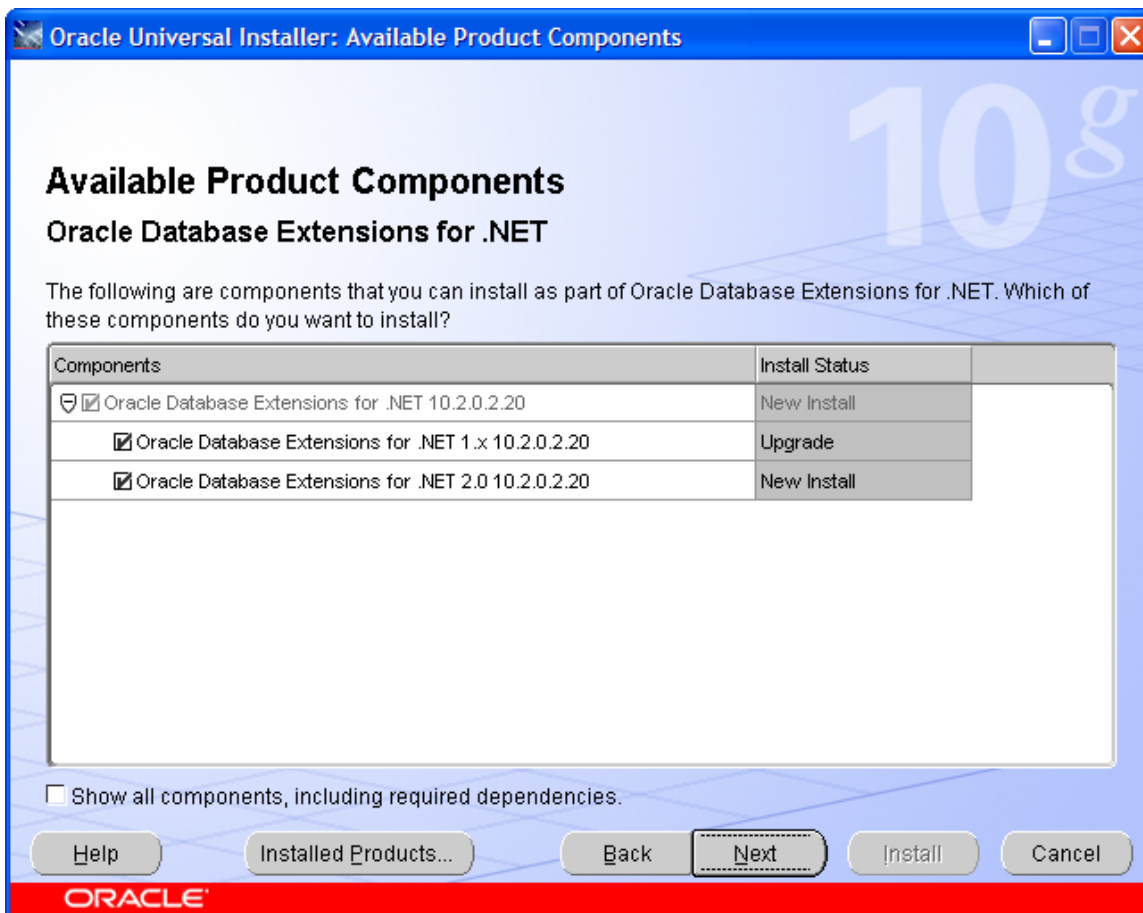 Oracle Universal Installer: Available Product Components
10g
Available Product Components
Oracle Database Extensions for .NET
The following are components that you can install as part of Oracle Database Extensions for .NET. Which of
these components do you want to install?
Components Install Status
Oracle Database Extensions for .NET 10.2.0.2.20 New Install
Oracle Database Extensions for .NET 1.x 10.2.0.2.20 Upgrade
Oracle Database Extensions for .NET 2.0 10.2.0.2.20 New Install
Show all components, including required dependencies.
Help Installed Products... Back Next Install Cancel
ORACLE